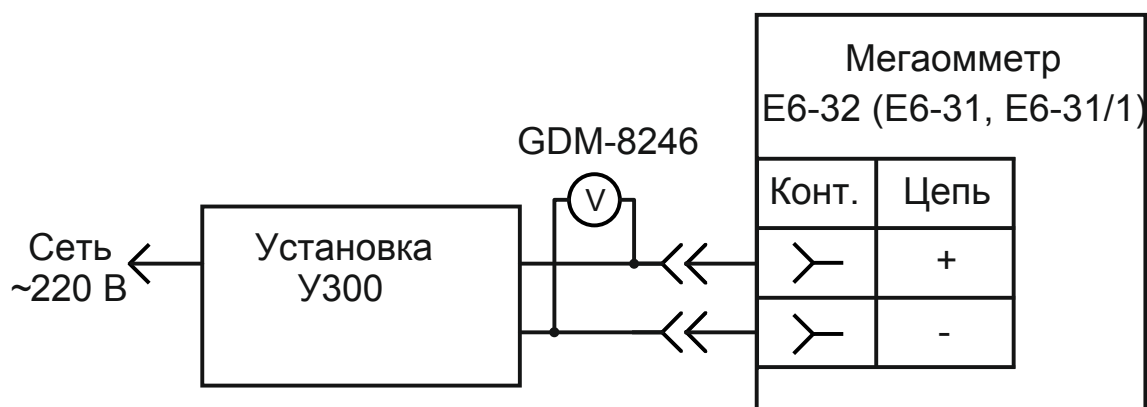 Мегаомметр
Е6-32 (Е6-31, Е6-31/1)
GDM-8246
V
Конт.
Цепь
Сеть
~220 В
Установка
У300
+
-